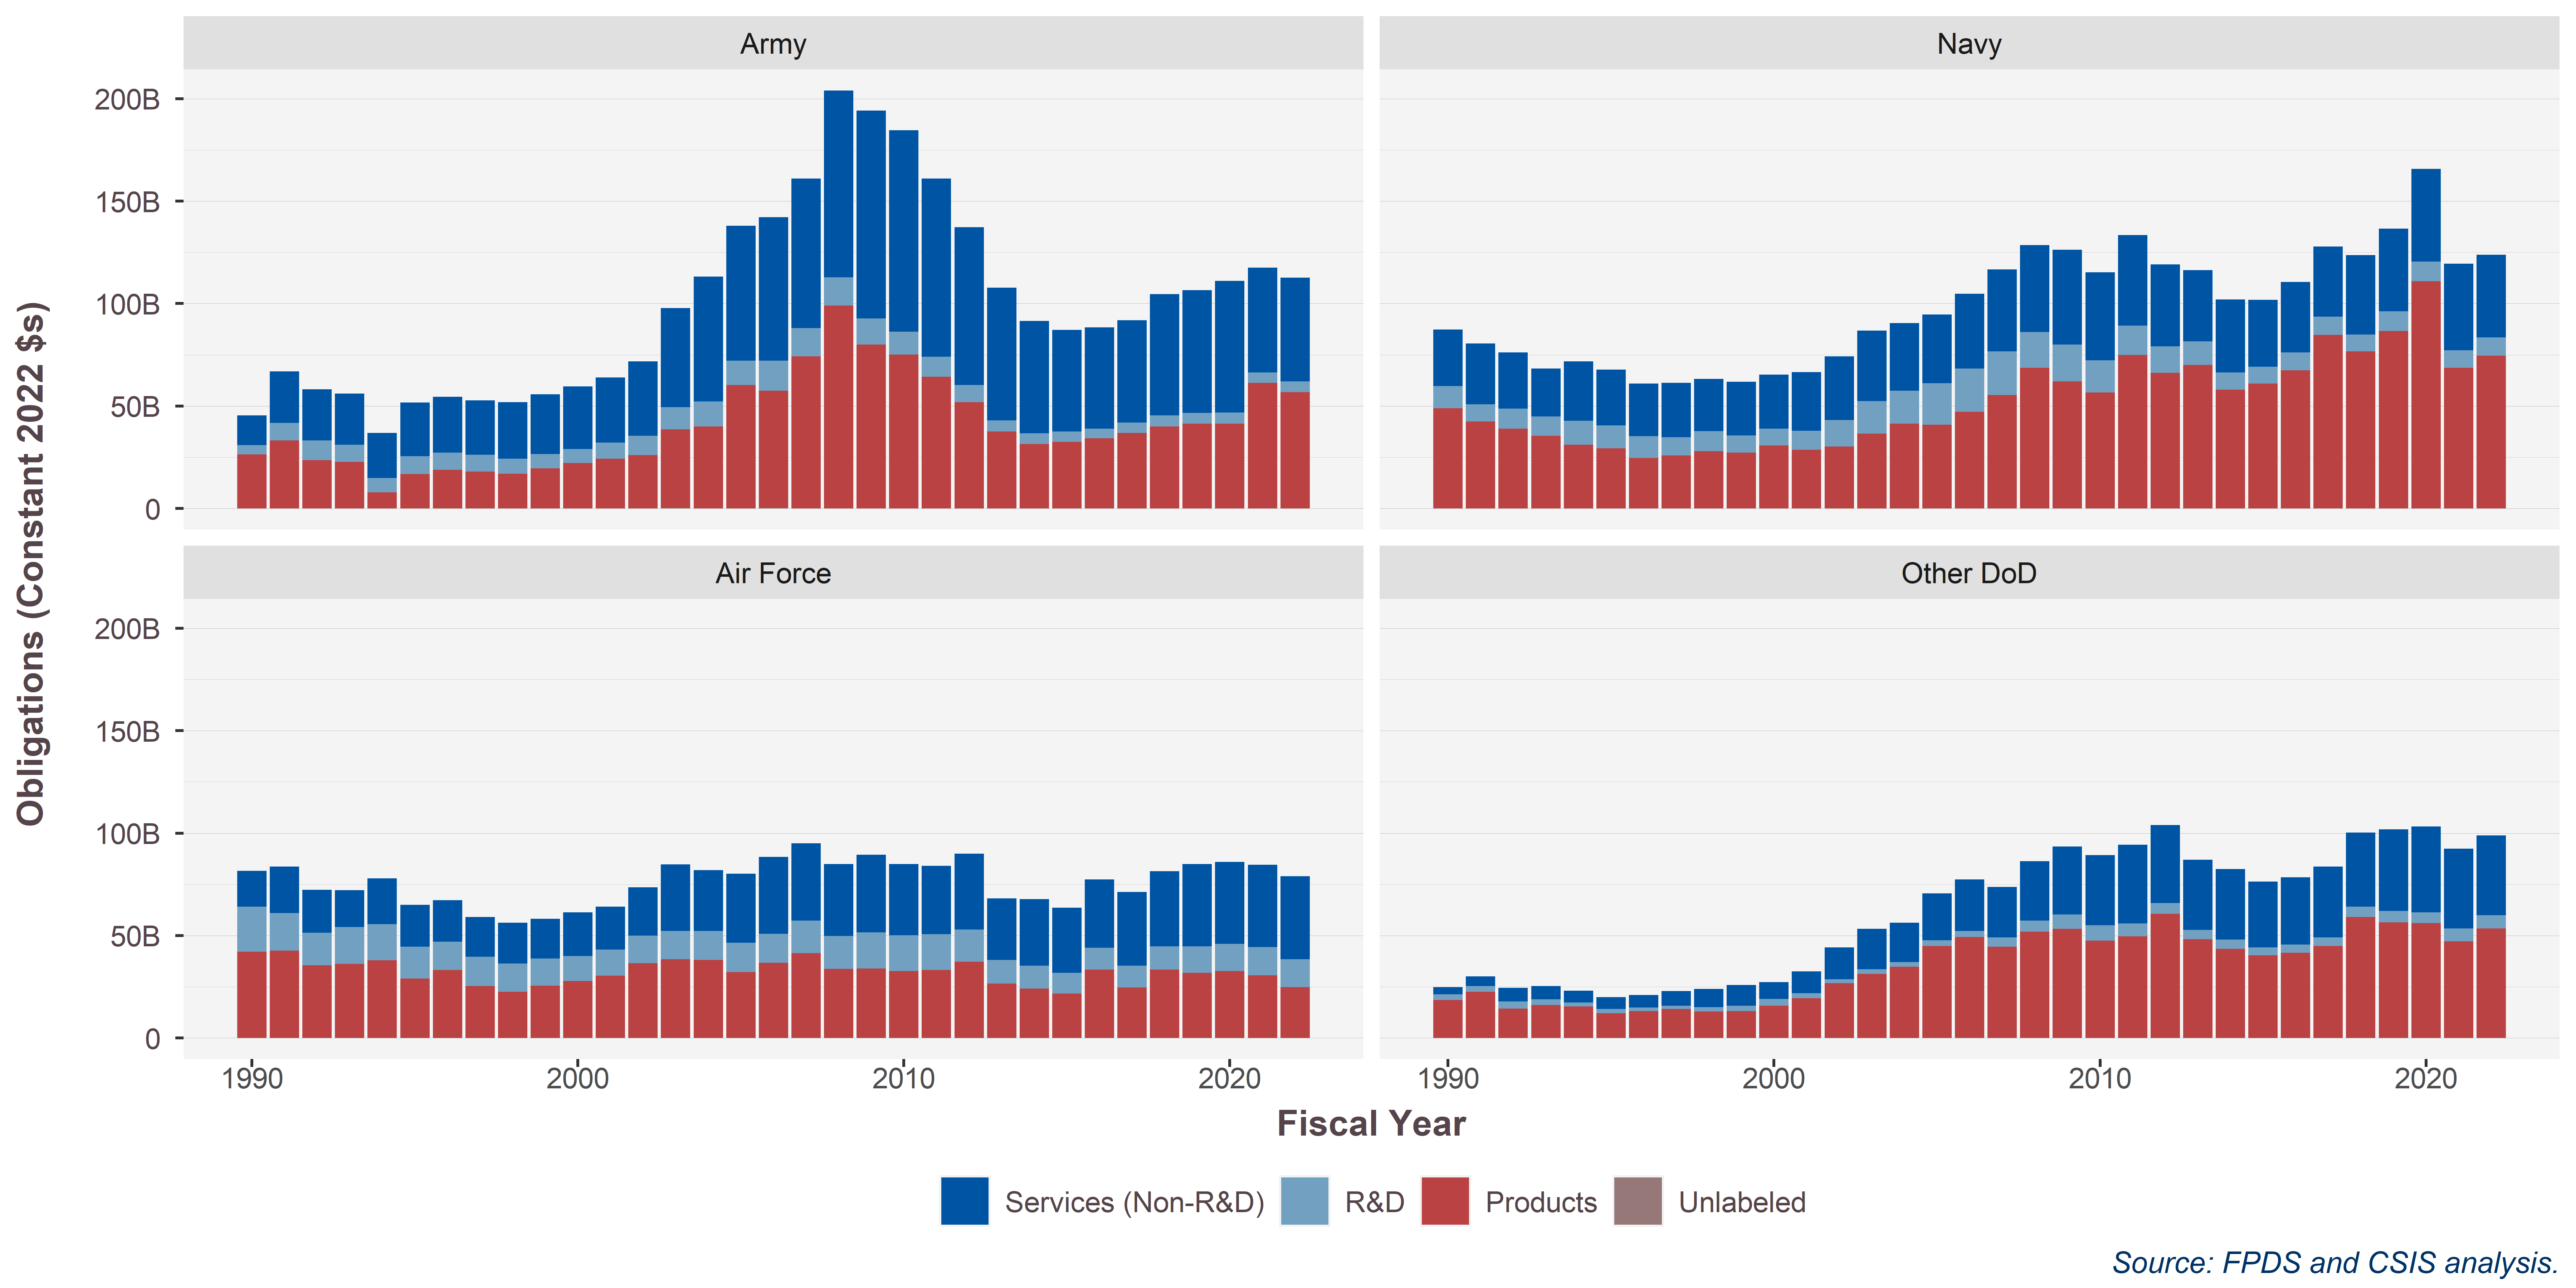 Army
Navy
200B
150B
100B
50B
0
Air Force
Other DoD
200B
150B
100B
50B
0
Obligations (Constant 2022 $s)
1990
2000
2010
2020
1990
2000
2010
2020
Fiscal Year
Services (Non-R&D)
R&D
Products
Unlabeled
Source: FPDS and CSIS analysis.